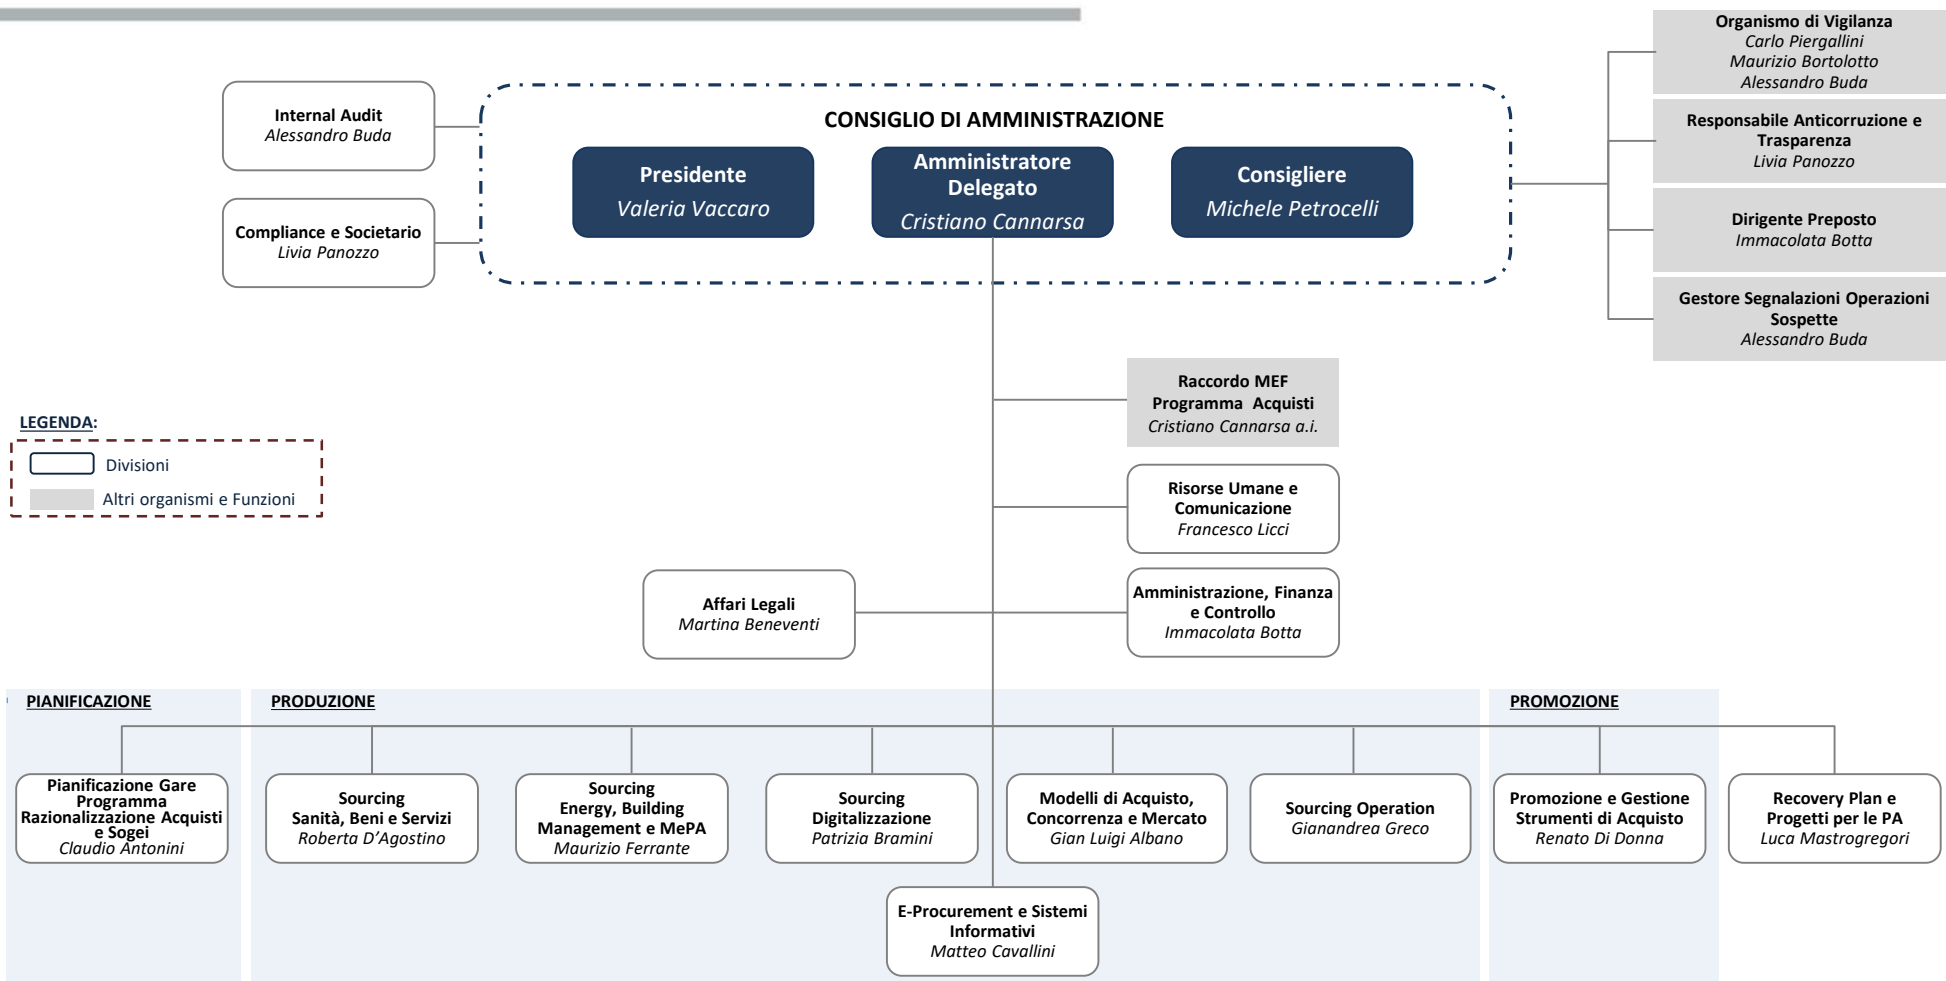 Organismo di Vigilanza
Carlo Piergallini
Maurizio Bortolotto
Alessandro Buda
Internal Audit
Alessandro Buda
CONSIGLIO DI AMMINISTRAZIONE
Responsabile Anticorruzione e
Trasparenza
Livia Panozzo
Presidente
Valeria Vaccaro
Amministratore
Delegato
Cristiano Cannarsa
Consigliere
Michele Petrocelli
Compliance e Societario
Livia Panozzo
Dirigente Preposto
Immacolata Botta
Gestore Segnalazioni Operazioni
Sospette
Alessandro Buda
Raccordo MEF
Programma Acquisti
Cristiano Cannarsa a.i.
LEGENDA:
Divisioni
Altri organismi e Funzioni
Risorse Umane e
Comunicazione
Francesco Licci
Affari Legali
Martina Beneventi
Amministrazione, Finanza
e Controllo
Immacolata Botta
PIANIFICAZIONE
PRODUZIONE
PROMOZIONE
Pianificazione Gare
Programma
Razionalizzazione Acquisti
e Sogei
Claudio Antonini
Sourcing
Sanità, Beni e Servizi
Roberta D'Agostino
Sourcing
Energy, Building
Management e MePA
Maurizio Ferrante
Sourcing
Digitalizzazione
Patrizia Bramini
Modelli di Acquisto,
Concorrenza e Mercato
Gian Luigi Albano
Sourcing Operation
Gianandrea Greco
Promozione e Gestione
Strumenti di Acquisto
Renato Di Donna
Recovery Plan e
Progetti per le PA
Luca Mastrogregori
E-Procurement e Sistemi
Informativi
Matteo Cavallini